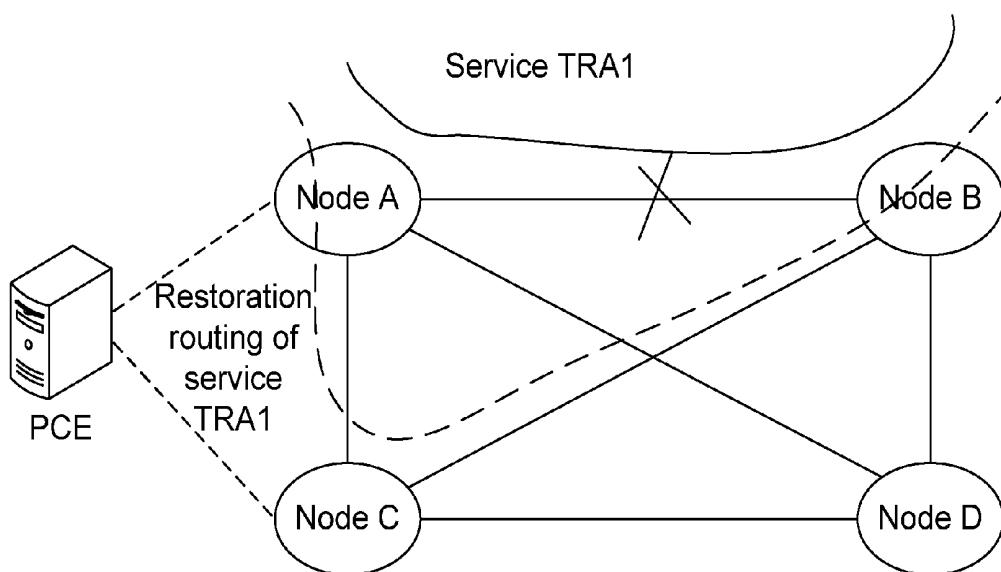 Service TRA1
Node A
Node B
Restoration
routing of
service
TRA1
PCE
Node C
Node D